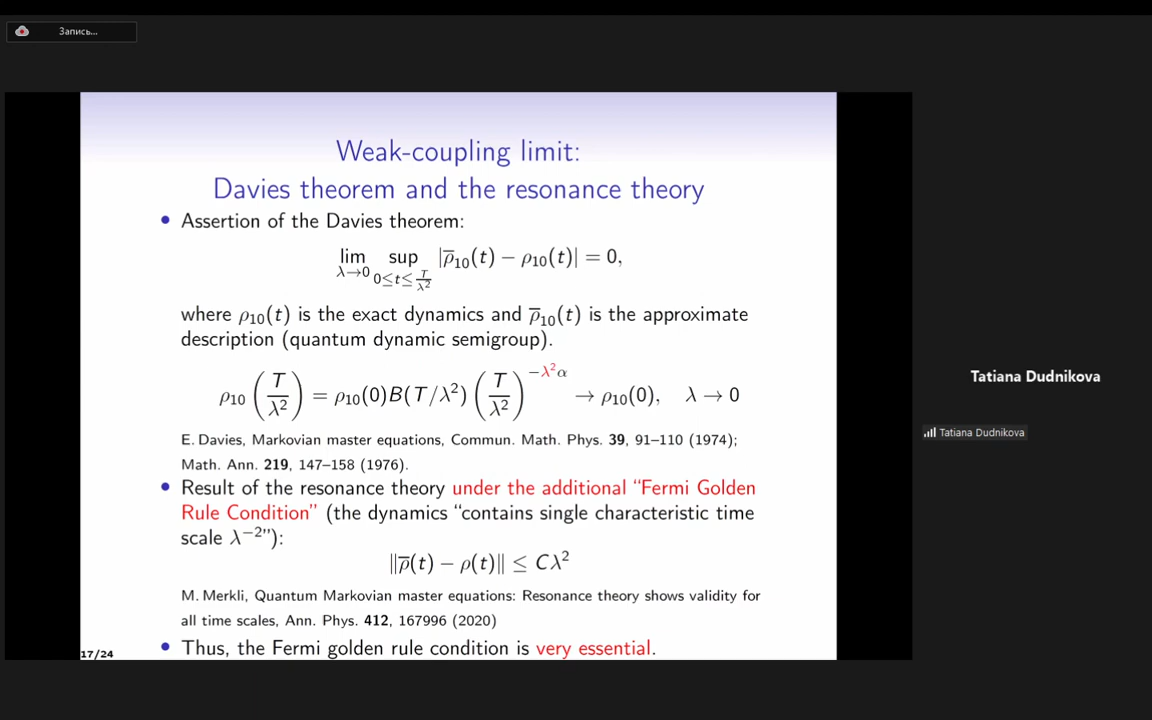 Запись...
Weak-coupling limit:
Davies theorem and the resonance theory
• Assertion of the Davies theorem:
lim_{λ→0} sup_{0≤t≤T/λ²} |ρ̅₁₀(t) − ρ₁₀(t)| = 0,
where ρ₁₀(t) is the exact dynamics and ρ̅₁₀(t) is the approximate
description (quantum dynamic semigroup).
ρ₁₀(T/λ²) = ρ₁₀(0)B(T/λ²)(T/λ²)^{−λ²α} → ρ₁₀(0), λ → 0
E. Davies, Markovian master equations, Commun. Math. Phys. 39, 91–110 (1974);
Math. Ann. 219, 147–158 (1976).
• Result of the resonance theory under the additional “Fermi Golden
Rule Condition” (the dynamics “contains single characteristic time
scale λ⁻²”):
‖ρ̅(t) − ρ(t)‖ ≤ Cλ²
M. Merkli, Quantum Markovian master equations: Resonance theory shows validity for
all time scales, Ann. Phys. 412, 167996 (2020)
• Thus, the Fermi golden rule condition is very essential.
17/24
Tatiana Dudnikova
Tatiana Dudnikova